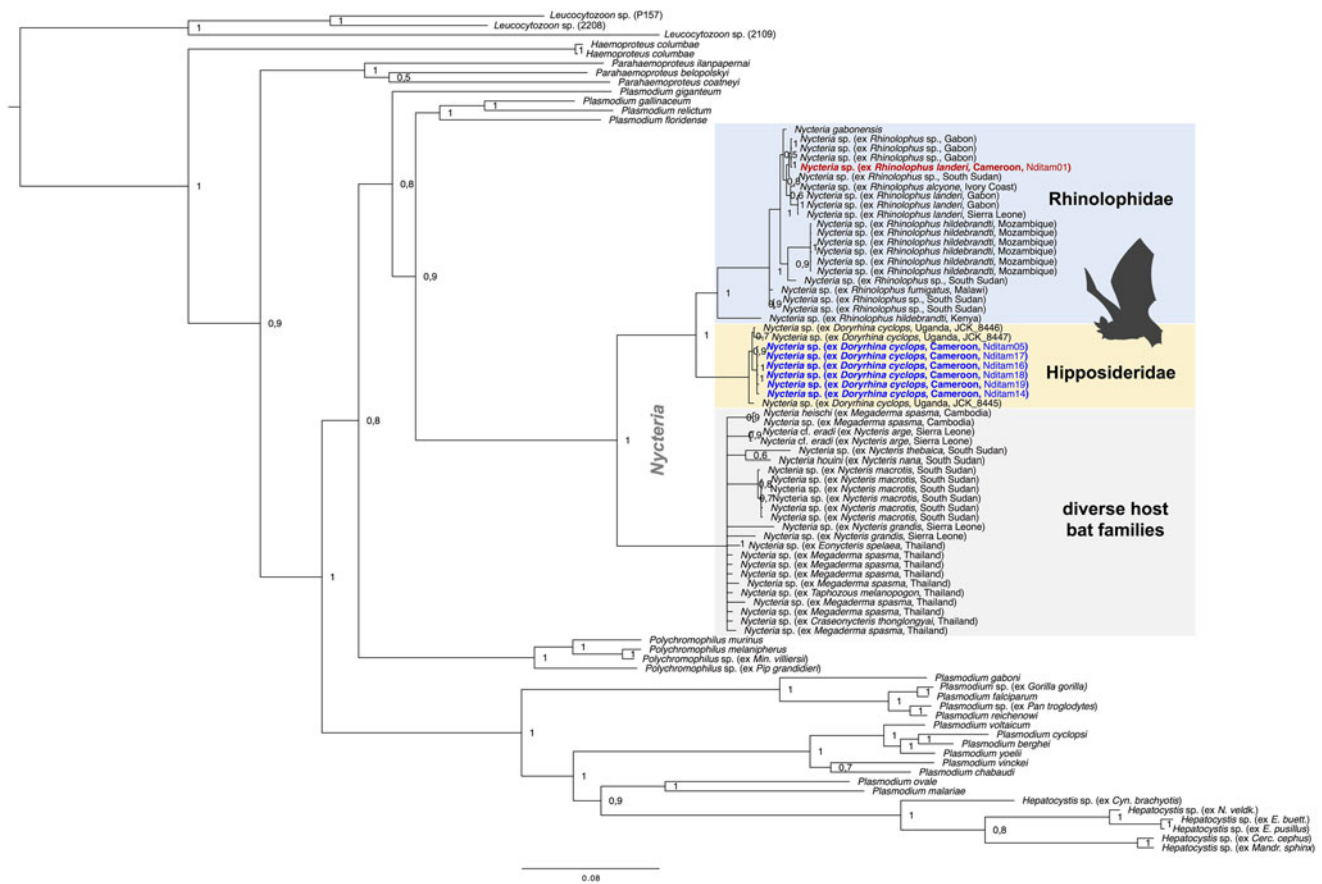 Leucocytozoon sp. (P157)
Leucocytozoon sp. (2208)
Leucocytozoon sp. (2109)
Haemoproteus columbae
Haemoproteus columbae
Parahaemoproteus ilanpapernai
Parahaemoproteus belopolskyi
Parahaemoproteus coatneyi
Plasmodium giganteum
Plasmodium gallinaceum
Plasmodium relictum
Plasmodium floridense
Nycteria gabonensis
Nycteria sp. (ex Rhinolophus sp., Gabon)
Nycteria sp. (ex Rhinolophus sp., Gabon)
Nycteria sp. (ex Rhinolophus sp., Gabon)
Nycteria sp. (ex Rhinolophus landeri, Cameroon, Nditam01)
Nycteria sp. (ex Rhinolophus sp., South Sudan)
Nycteria sp. (ex Rhinolophus alcyone, Ivory Coast)
Nycteria sp. (ex Rhinolophus landeri, Gabon)
Nycteria sp. (ex Rhinolophus landeri, Gabon)
Nycteria sp. (ex Rhinolophus landeri, Sierra Leone)
Nycteria sp. (ex Rhinolophus hildebrandti, Mozambique)
Nycteria sp. (ex Rhinolophus hildebrandti, Mozambique)
Nycteria sp. (ex Rhinolophus hildebrandti, Mozambique)
Nycteria sp. (ex Rhinolophus hildebrandti, Mozambique)
Nycteria sp. (ex Rhinolophus hildebrandti, Mozambique)
Nycteria sp. (ex Rhinolophus hildebrandti, Mozambique)
Nycteria sp. (ex Rhinolophus sp., South Sudan)
Nycteria sp. (ex Rhinolophus fumigatus, Malawi)
Nycteria sp. (ex Rhinolophus sp., South Sudan)
Nycteria sp. (ex Rhinolophus sp., South Sudan)
Nycteria sp. (ex Rhinolophus hildebrandti, Kenya)
Rhinolophidae
Nycteria sp. (ex Doryrhina cyclops, Uganda, JCK_8446)
Nycteria sp. (ex Doryrhina cyclops, Uganda, JCK_8447)
Nycteria sp. (ex Doryrhina cyclops, Cameroon, Nditam05)
Nycteria sp. (ex Doryrhina cyclops, Cameroon, Nditam17)
Nycteria sp. (ex Doryrhina cyclops, Cameroon, Nditam16)
Nycteria sp. (ex Doryrhina cyclops, Cameroon, Nditam18)
Nycteria sp. (ex Doryrhina cyclops, Cameroon, Nditam19)
Nycteria sp. (ex Doryrhina cyclops, Cameroon, Nditam14)
Nycteria sp. (ex Doryrhina cyclops, Uganda, JCK_8445)
Hipposideridae
Nycteria heischi (ex Megaderma spasma, Cambodia)
Nycteria sp. (ex Megaderma spasma, Cambodia)
Nycteria cf. eradi (ex Nycteris arge, Sierra Leone)
Nycteria cf. eradi (ex Nycteris arge, Sierra Leone)
Nycteria sp. (ex Nycteris thebaica, South Sudan)
Nycteria houini (ex Nycteris nana, South Sudan)
Nycteria sp. (ex Nycteris macrotis, South Sudan)
Nycteria sp. (ex Nycteris macrotis, South Sudan)
Nycteria sp. (ex Nycteris macrotis, South Sudan)
Nycteria sp. (ex Nycteris macrotis, South Sudan)
Nycteria sp. (ex Nycteris macrotis, South Sudan)
Nycteria sp. (ex Nycteris macrotis, South Sudan)
Nycteria sp. (ex Nycteris grandis, Sierra Leone)
Nycteria sp. (ex Nycteris grandis, Sierra Leone)
Nycteria sp. (ex Eonycteris spelaea, Thailand)
Nycteria sp. (ex Megaderma spasma, Thailand)
Nycteria sp. (ex Megaderma spasma, Thailand)
Nycteria sp. (ex Megaderma spasma, Thailand)
Nycteria sp. (ex Megaderma spasma, Thailand)
Nycteria sp. (ex Taphozous melanopogon, Thailand)
Nycteria sp. (ex Megaderma spasma, Thailand)
Nycteria sp. (ex Megaderma spasma, Thailand)
Nycteria sp. (ex Craseonycteris thonglongyai, Thailand)
Nycteria sp. (ex Megaderma spasma, Thailand)
diverse host
bat families
Nycteria
Polychromophilus murinus
Polychromophilus melanipherus
Polychromophilus sp. (ex Min. villiersi)
Polychromophilus sp. (ex Pip grandidieri)
Plasmodium gaboni
Plasmodium sp. (ex Gorilla gorilla)
Plasmodium falciparum
Plasmodium sp. (ex Pan troglodytes)
Plasmodium reichenowi
Plasmodium voltaicum
Plasmodium cyclopsi
Plasmodium berghei
Plasmodium yoelii
Plasmodium vinckei
Plasmodium chabaudi
Plasmodium ovale
Plasmodium malariae
Hepatocystis sp. (ex Cyn. brachyotis)
Hepatocystis sp. (ex N. veldk.)
Hepatocystis sp. (ex E. buett.)
Hepatocystis sp. (ex E. pusillus)
Hepatocystis sp. (ex Cerc. cephus)
Hepatocystis sp. (ex Mandr. sphinx)
0.08